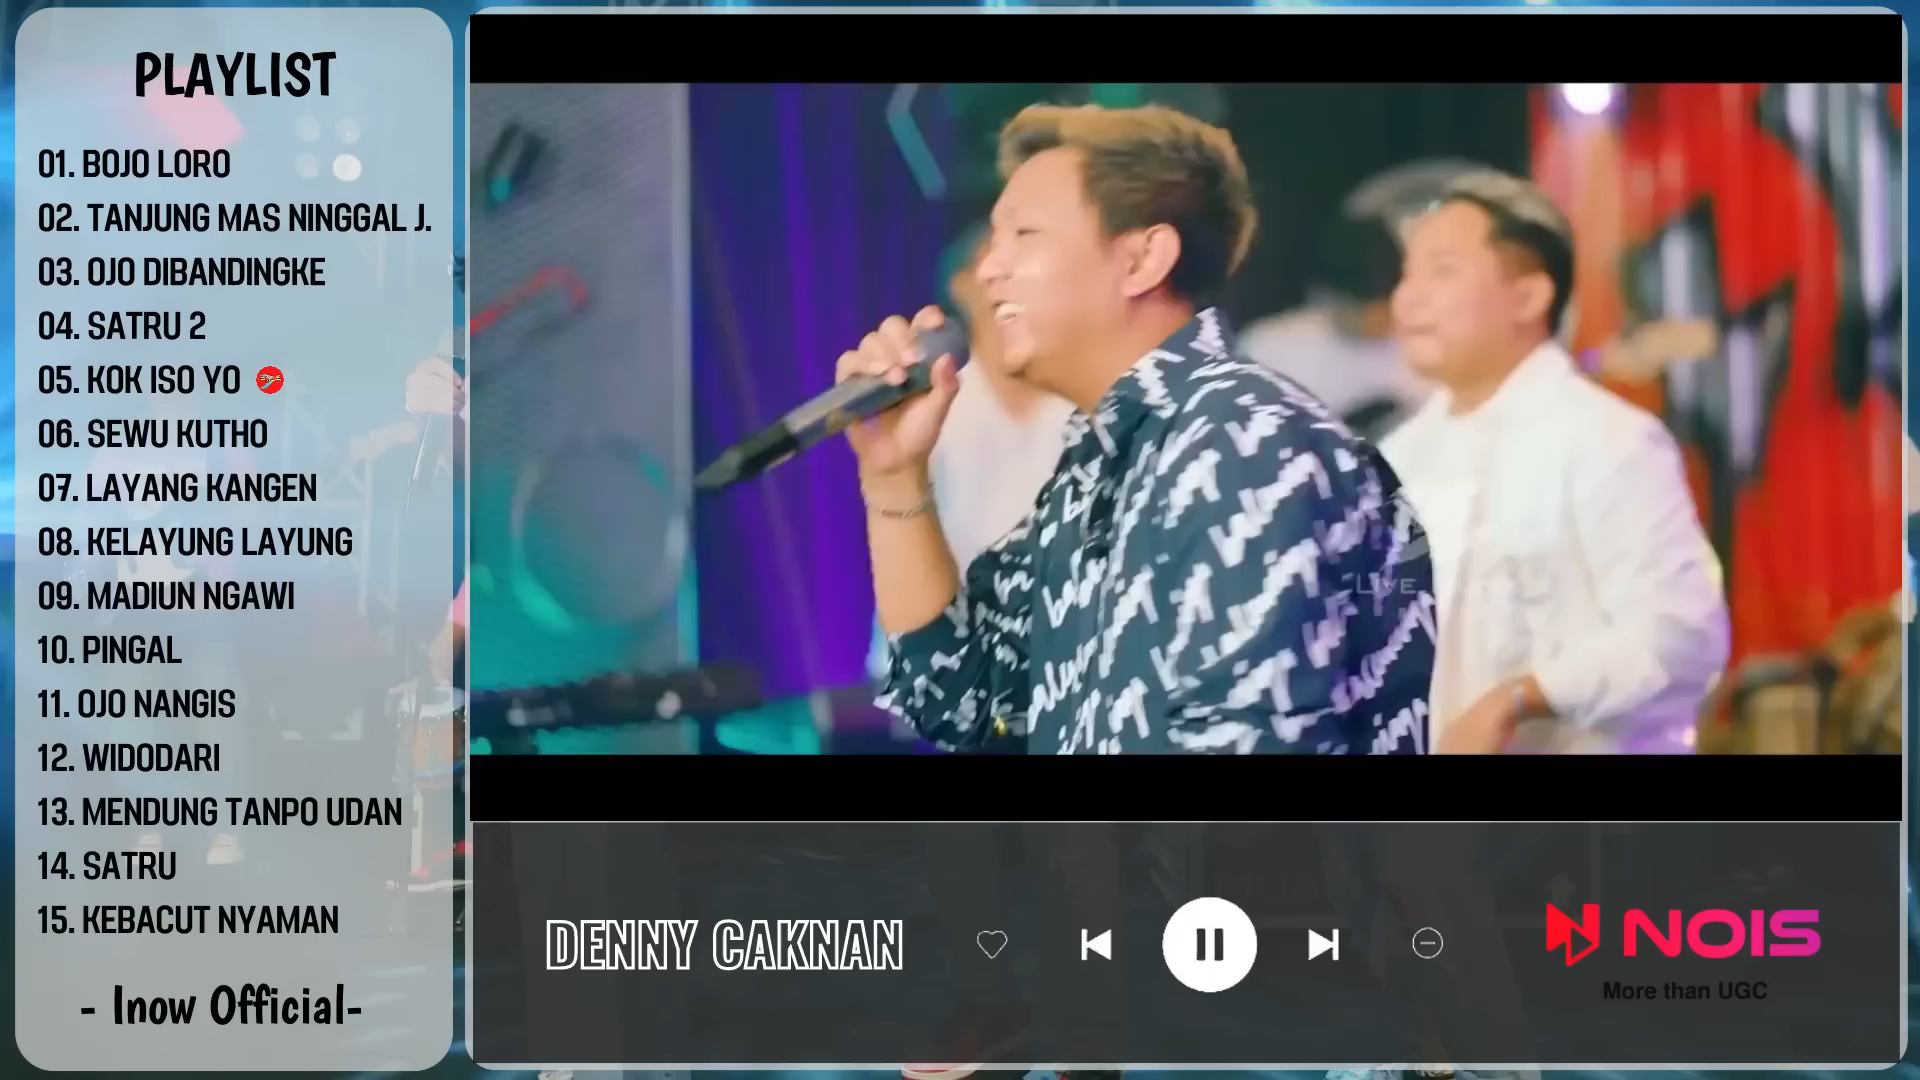 PLAYLIST
01. BOJO LORO
02. TANJUNG MAS NINGGAL J.
03. OJO DIBANDINGKE
04. SATRU 2
05. KOK ISO YO
06. SEWU KUTHO
07. LAYANG KANGEN
08. KELAYUNG LAYUNG
09. MADIUN NGAWI
10. PINGAL
11. OJO NANGIS
12. WIDODARI
13. MENDUNG TANPO UDAN
14. SATRU
15. KEBACUT NYAMAN
- Inow Official-
LIVE
DENNY CAKNAN
NOIS
More than UGC